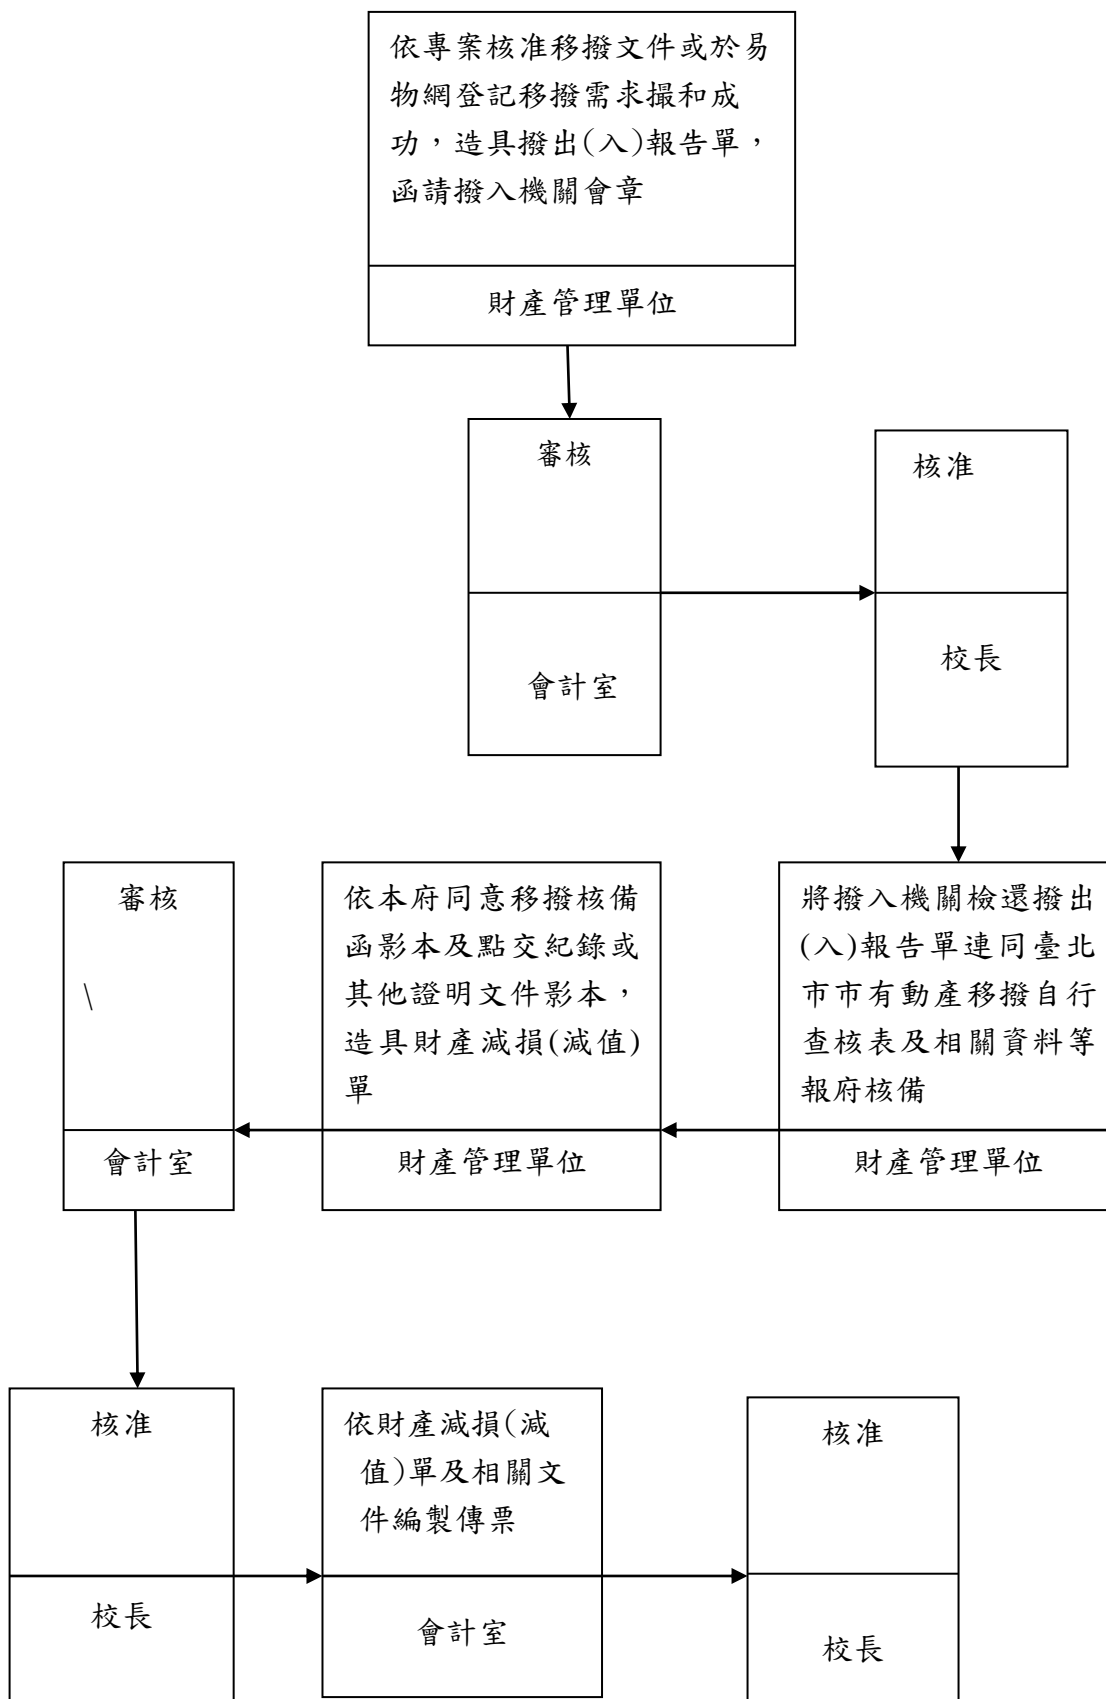 依專案核准移撥文件或於易
物網登記移撥需求撮和成
功，造具撥出(入)報告單，
函請撥入機關會章
財產管理單位
審核
會計室
核准
校長
將撥入機關檢還撥出
(入)報告單連同臺北
市市有動產移撥自行
查核表及相關資料等
報府核備
財產管理單位
依本府同意移撥核備
函影本及點交紀錄或
其他證明文件影本，
造具財產減損(減值)
單
財產管理單位
審核
\
會計室
核准
校長
依財產減損(減
值)單及相關文
件編製傳票
會計室
核准
校長